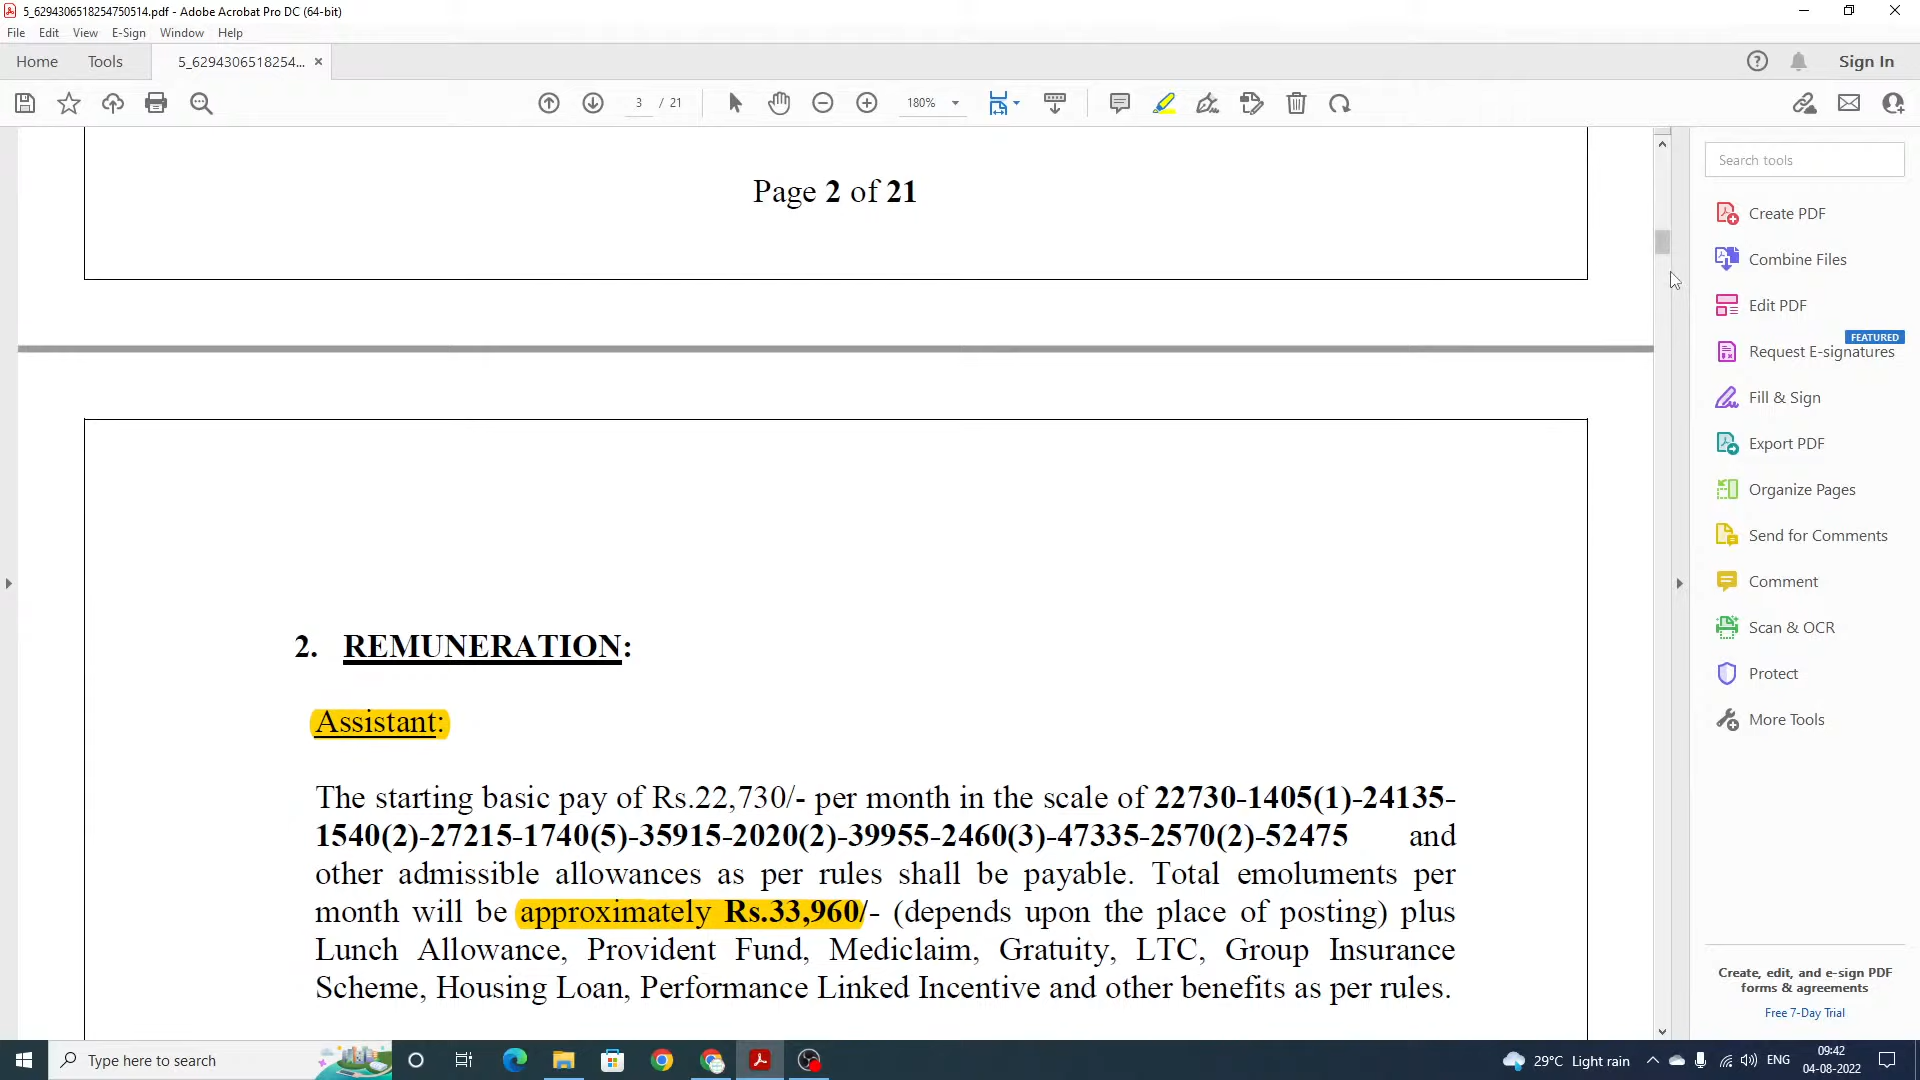 5_6294306518254750514.pdf - Adobe Acrobat Pro DC (64-bit)
File Edit View E-Sign Window Help
Home Tools 5_6294306518254... × Sign In
3 / 21 180%
Page 2 of 21
2. REMUNERATION:
Assistant:
The starting basic pay of Rs.22,730/- per month in the scale of 22730-1405(1)-24135-
1540(2)-27215-1740(5)-35915-2020(2)-39955-2460(3)-47335-2570(2)-52475 and
other admissible allowances as per rules shall be payable. Total emoluments per
month will be approximately Rs.33,960/- (depends upon the place of posting) plus
Lunch Allowance, Provident Fund, Mediclaim, Gratuity, LTC, Group Insurance
Scheme, Housing Loan, Performance Linked Incentive and other benefits as per rules.
Search tools
Create PDF
Combine Files
Edit PDF
FEATURED
Request E-signatures
Fill & Sign
Export PDF
Organize Pages
Send for Comments
Comment
Scan & OCR
Protect
More Tools
Create, edit, and e-sign PDF
forms & agreements
Free 7-Day Trial
Type here to search
29°C Light rain
ENG
09:42
04-08-2022